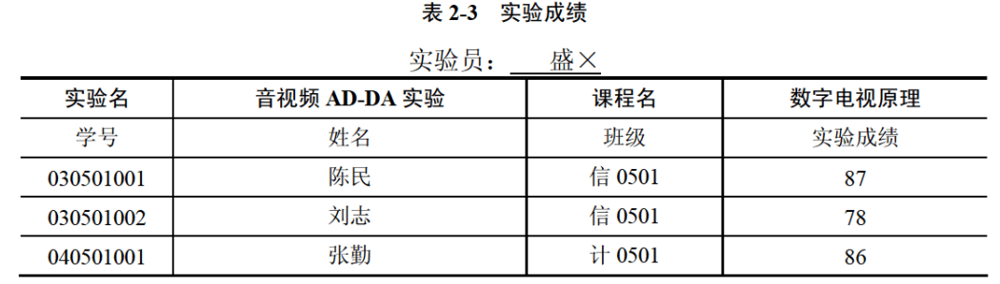 表 2-3 实验成绩
实验员： 盛×
实验名 音视频 AD-DA 实验 课程名 数字电视原理
学号 姓名 班级 实验成绩
030501001 陈民 信 0501 87
030501002 刘志 信 0501 78
040501001 张勤 计 0501 86